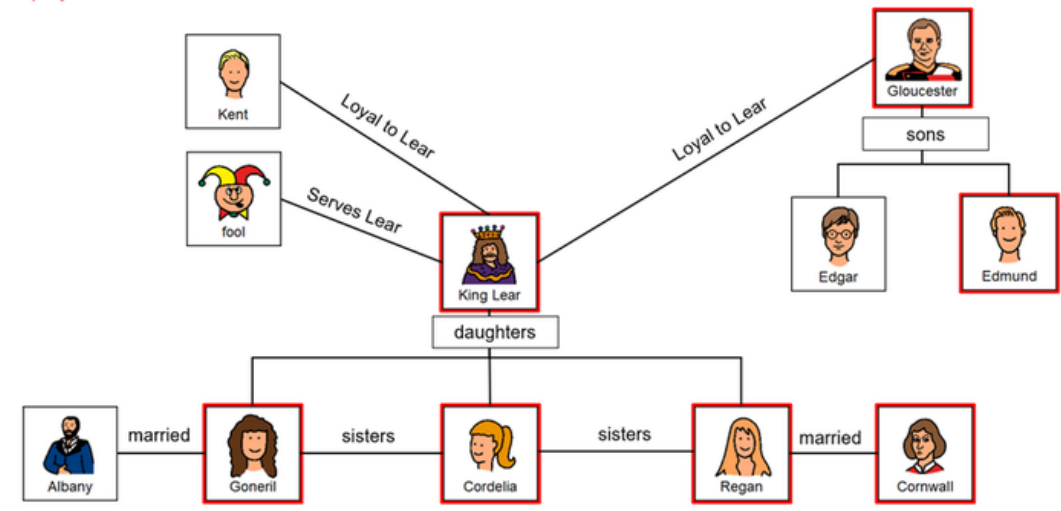 Gloucester
Kent
Loyal to Lear
Loyal to Lear
sons
Serves Lear
fool
Edgar
Edmund
King Lear
daughters
married
sisters
sisters
married
Albany
Goneril
Cordelia
Regan
Cornwall